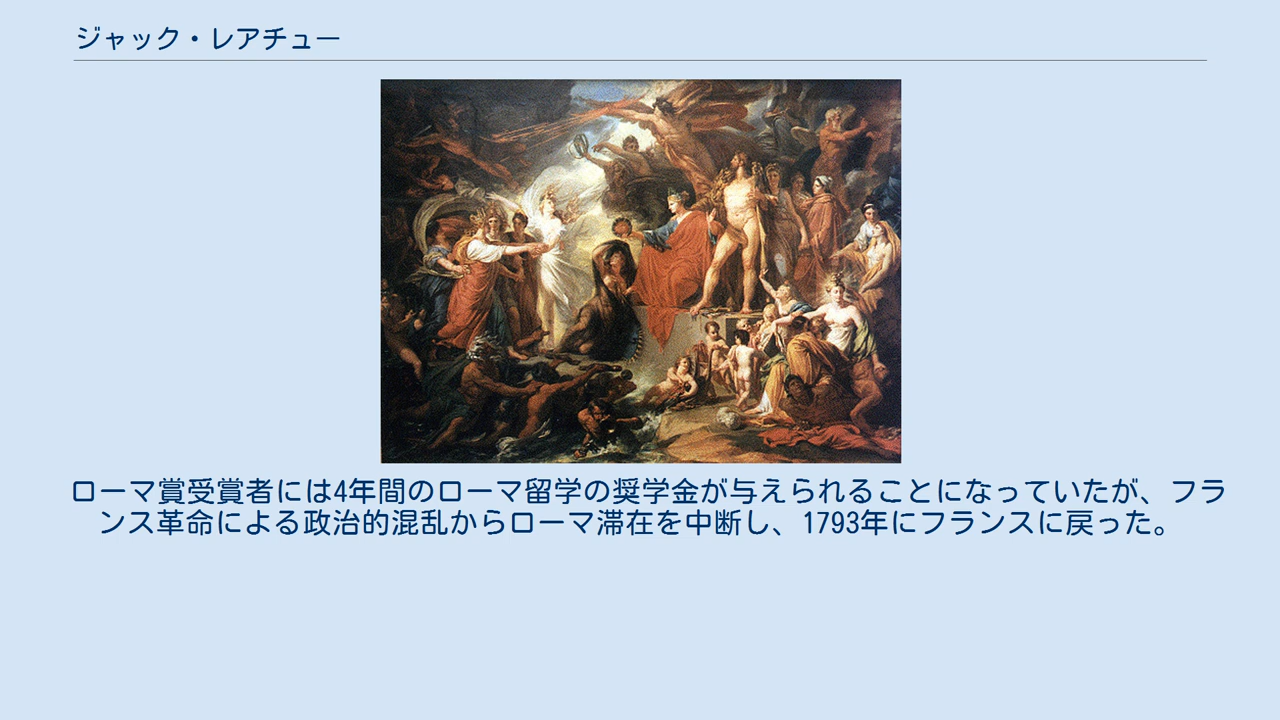 ジャック・レアチュー
ローマ賞受賞者には4年間のローマ留学の奨学金が与えられることになっていたが、フラ
ンス革命による政治的混乱からローマ滞在を中断し、1793年にフランスに戻った。